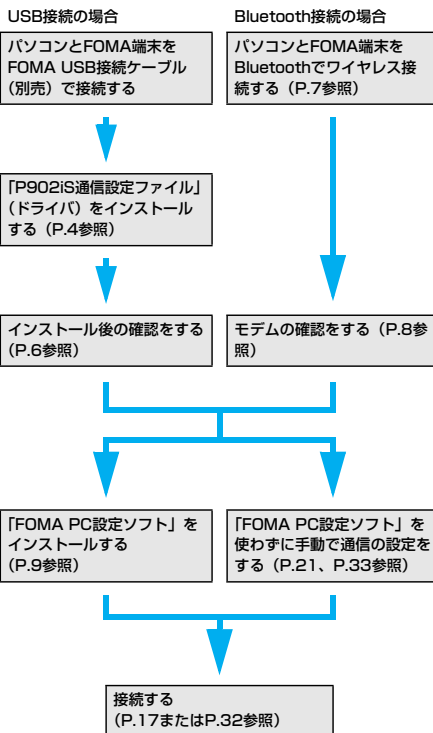 USB接続の場合
Bluetooth接続の場合
パソコンとFOMA端末を
FOMA USB接続ケーブル
（別売）で接続する
パソコンとFOMA端末を
Bluetoothでワイヤレス接
続する（P.7参照）
「P902iS通信設定ファイル」
（ドライバ）をインストール
する（P.4参照）
インストール後の確認をする
（P.6参照）
モデムの確認をする（P.8参
照）
「FOMA PC設定ソフト」を
インストールする
（P.9参照）
「FOMA PC設定ソフト」を
使わずに手動で通信の設定を
する（P.21、P.33参照）
接続する
（P.17またはP.32参照）